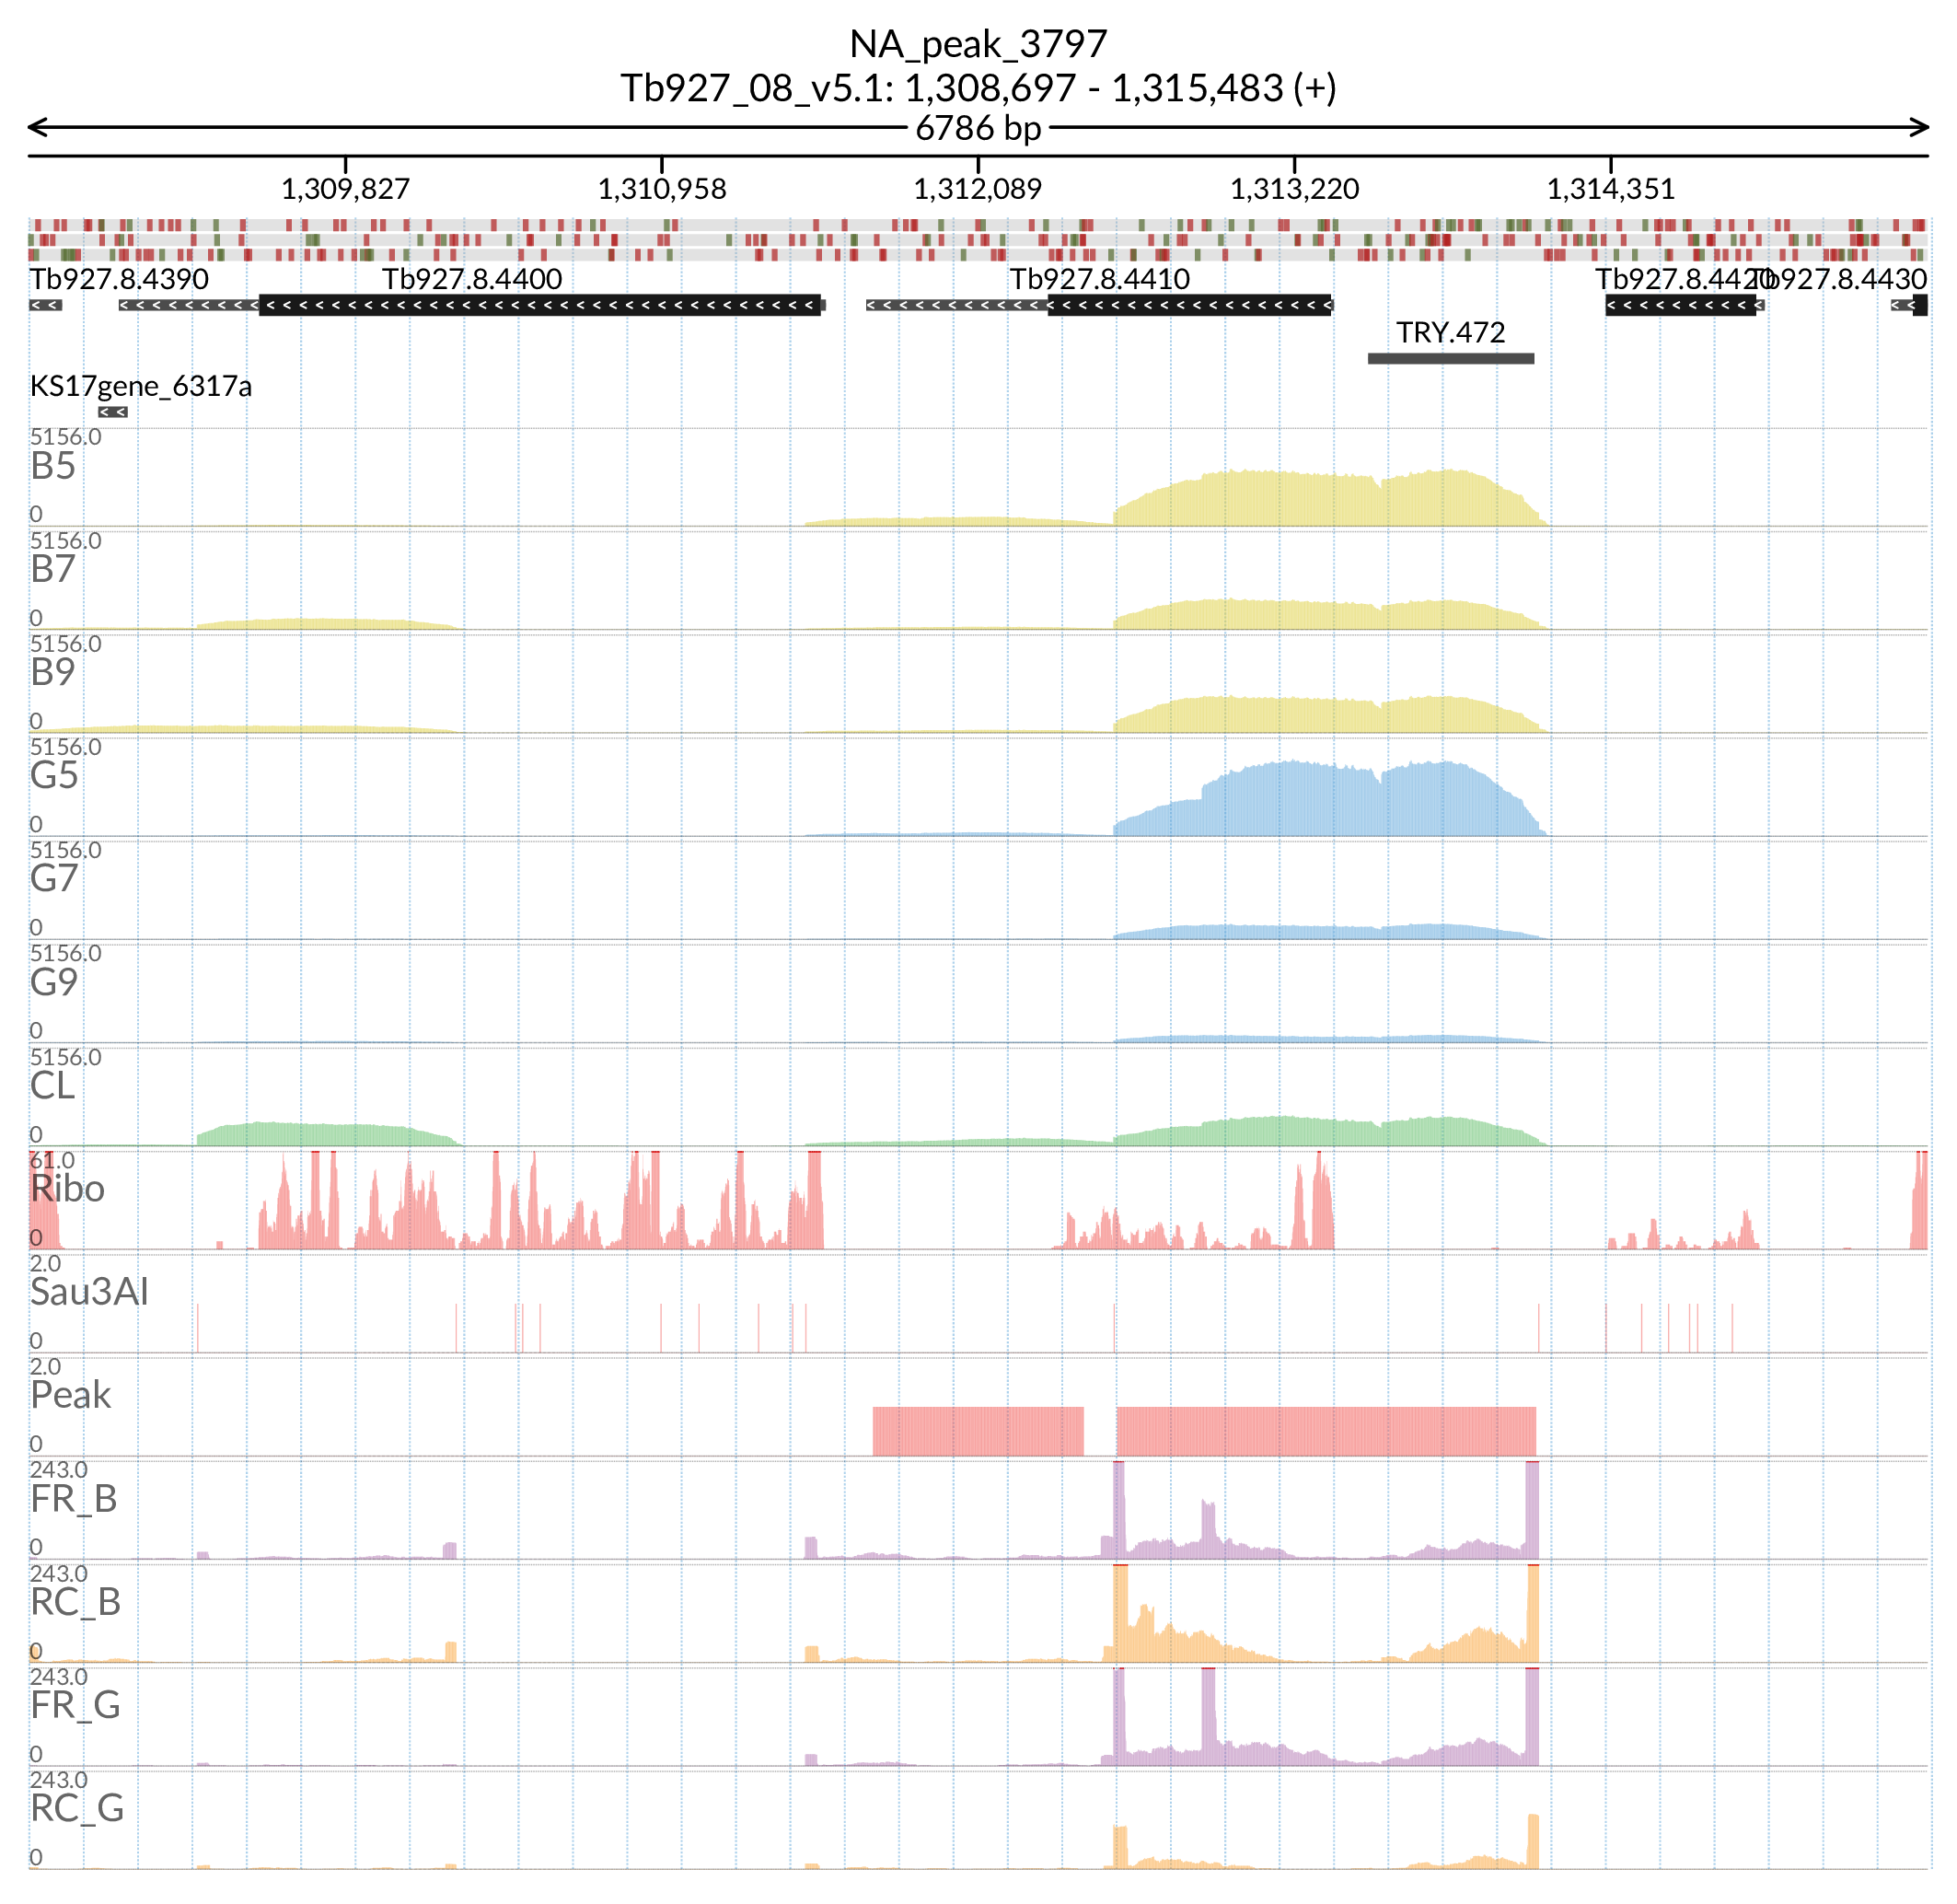 NA_peak_3797
Tb927_08_v5.1: 1,308,697 - 1,315,483 (+)
6786 bp
1,309,827 1,310,958 1,312,089 1,313,220 1,314,351
Tb927.8.4390 Tb927.8.4400 Tb927.8.4410 Tb927.8.4420 Tb927.8.4430
TRY.472
KS17gene_6317a
5156.0
B5
0
5156.0
B7
0
5156.0
B9
0
5156.0
G5
0
5156.0
G7
0
5156.0
G9
0
5156.0
CL
0
61.0
Ribo
0
2.0
Sau3AI
0
2.0
Peak
0
243.0
FR_B
0
243.0
RC_B
0
243.0
FR_G
0
243.0
RC_G
0